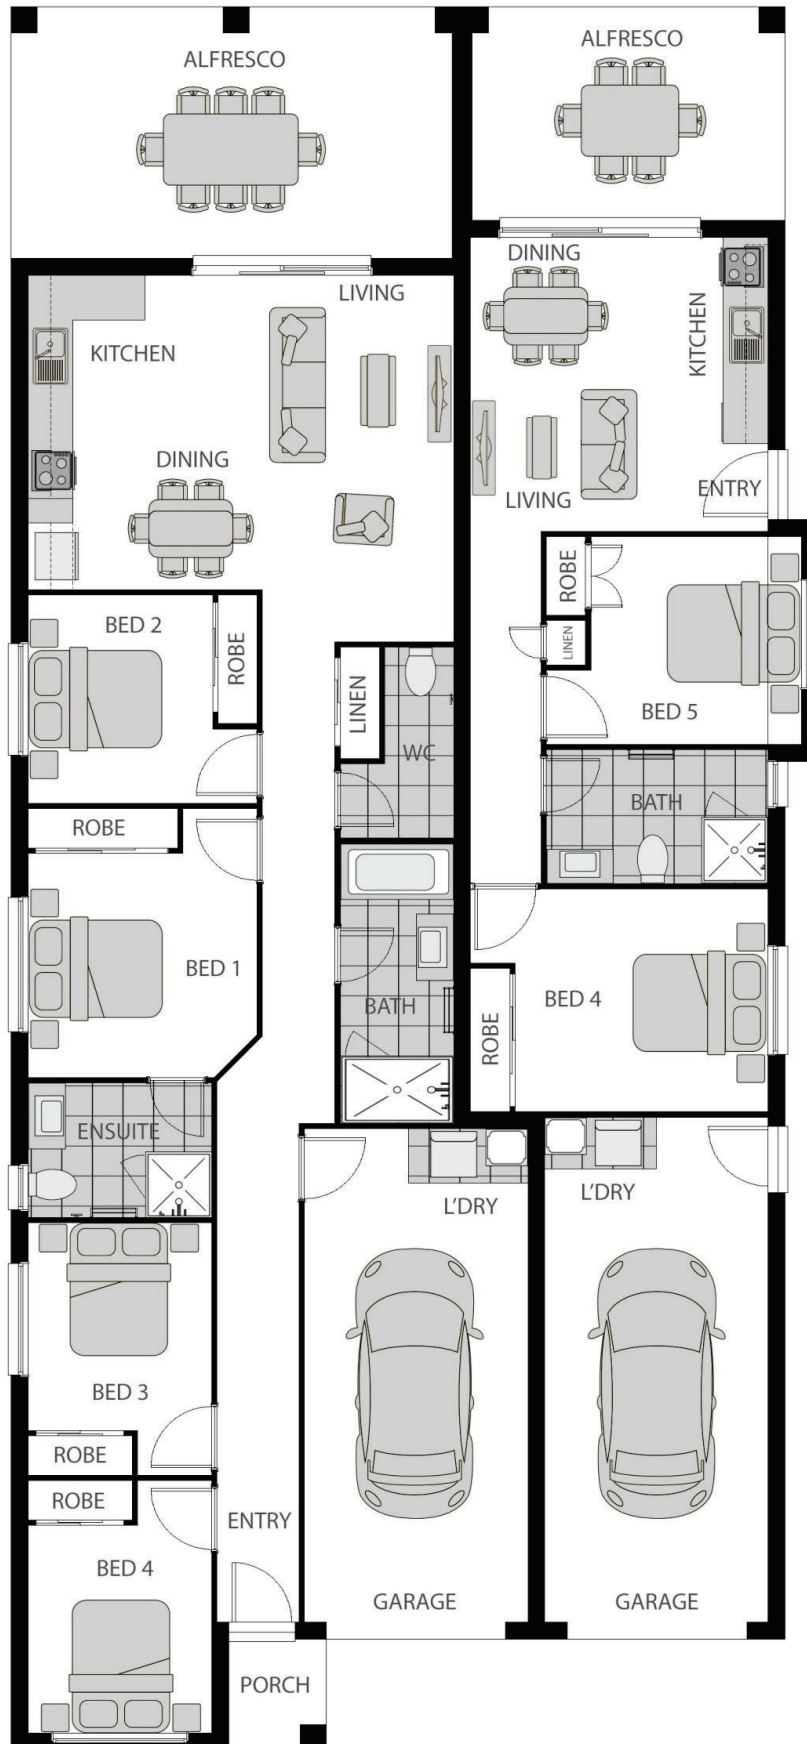 ALFRESCO
ALFRESCO
DINING
LIVING
KITCHEN
KITCHEN
DINING
ENTRY
LIVING
ROBE
BED 2
ROBE
LINEN
LINEN
BED 5
WC
BATH
ROBE
BED 1
BED 4
BATH
ROBE
ENSUITE
L'DRY
L'DRY
BED 3
ROBE
ROBE
ENTRY
BED 4
GARAGE
GARAGE
PORCH